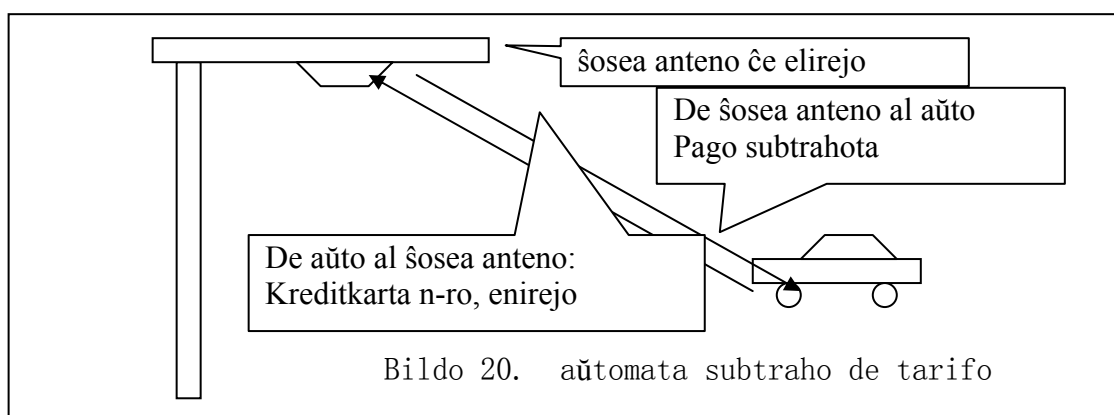 ŝosea anteno ĉe elirejo
De ŝosea anteno al aŭto
Pago subtrahota
De aŭto al ŝosea anteno:
Kreditkarta n-ro, enirejo
Bildo 20. aŭtomata subtraho de tarifo